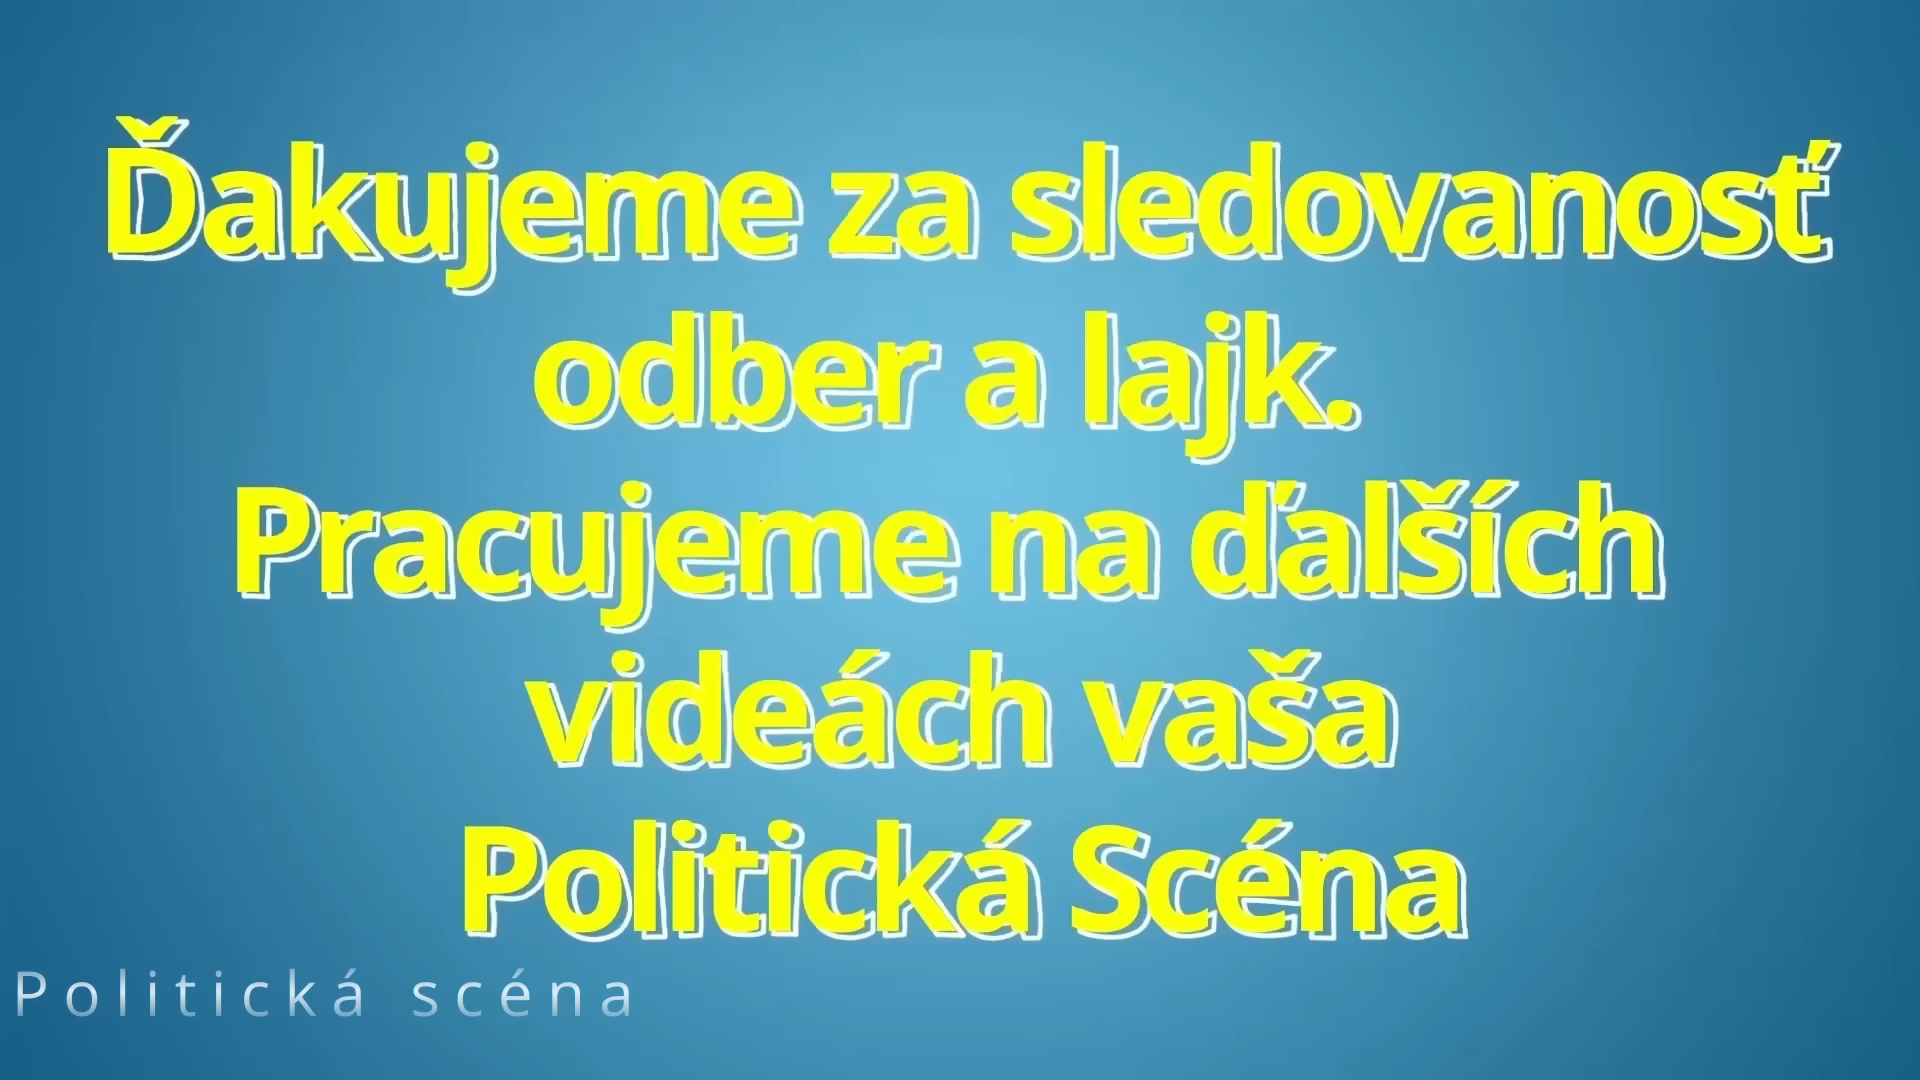 Ďakujeme za sledovanosť
odber a lajk.
Pracujeme na ďalších
videách vaša
Politická Scéna
Politická scéna